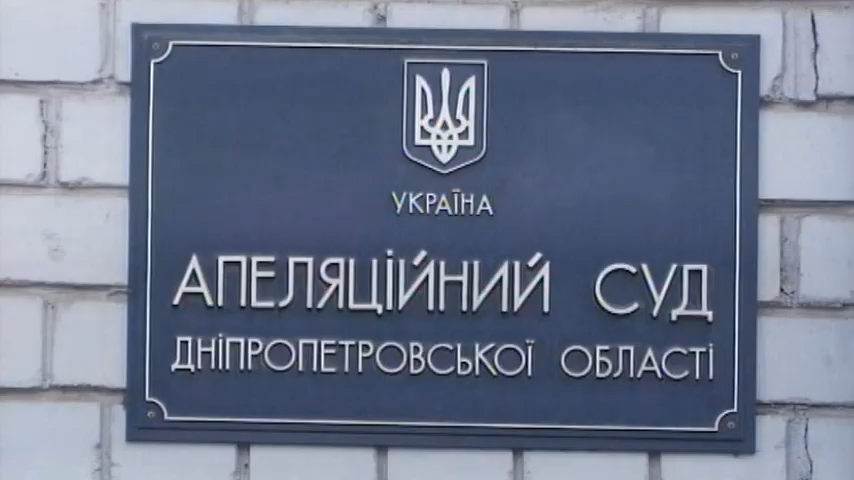 УКРАЇНА
АПЕЛЯЦІЙНИЙ СУД
ДНІПРОПЕТРОВСЬКОЇ ОБЛАСТІ